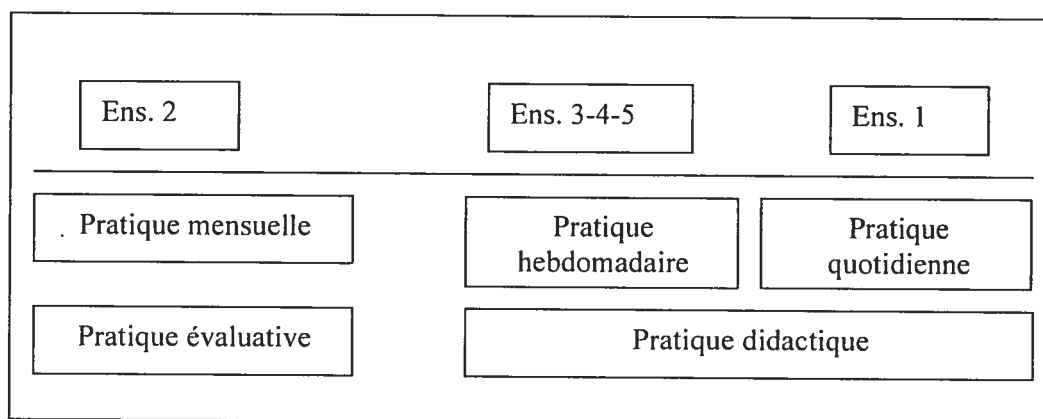 Ens. 2
Ens. 3-4-5
Ens. 1
Pratique mensuelle
Pratique
hebdomadaire
Pratique
quotidienne
Pratique évaluative
Pratique didactique